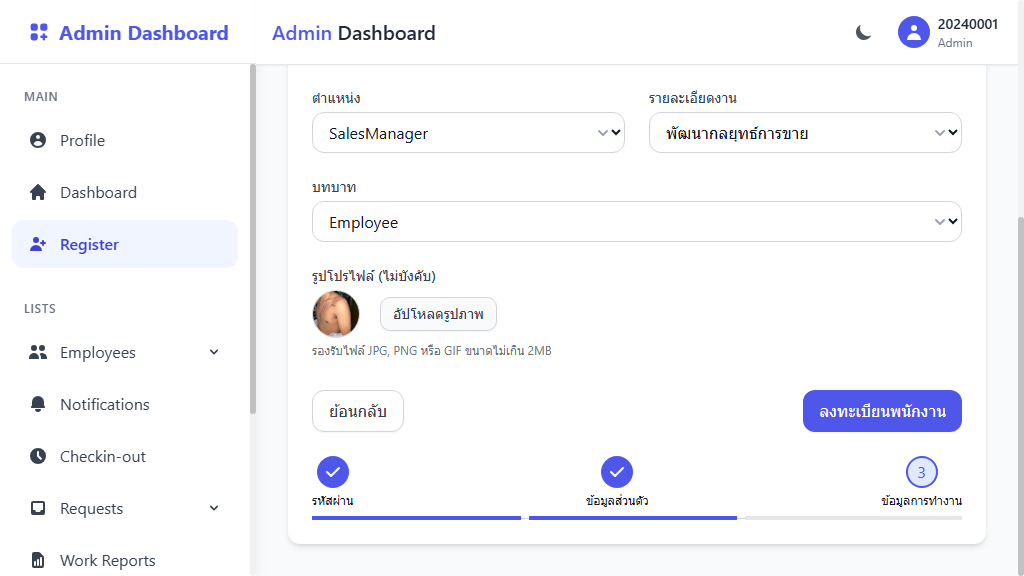 Admin Dashboard
Admin Dashboard
20240001
Admin
MAIN
Profile
Dashboard
Register
LISTS
Employees
Notifications
Checkin-out
Requests
Work Reports
ตำแหน่ง
รายละเอียดงาน
SalesManager
พัฒนากลยุทธ์การขาย
บทบาท
Employee
รูปโปรไฟล์ (ไม่บังคับ)
อัปโหลดรูปภาพ
รองรับไฟล์ JPG, PNG หรือ GIF ขนาดไม่เกิน 2MB
ย้อนกลับ
ลงทะเบียนพนักงาน
3
รหัสผ่าน
ข้อมูลส่วนตัว
ข้อมูลการทำงาน